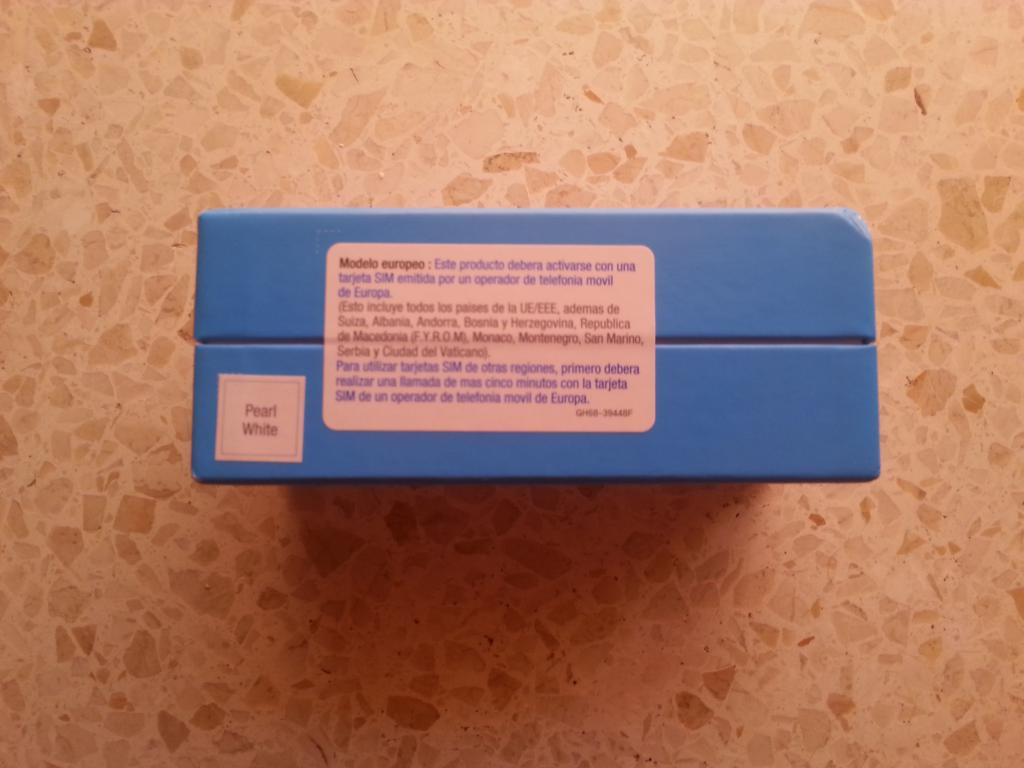 Modelo europeo : Este producto debera activarse con una
tarjeta SIM emitida por un operador de telefonia movil
de Europa.
(Esto incluye todos los paises de la UE/EEE, ademas de
Suiza, Albania, Andorra, Bosnia y Herzegovina, Republica
de Macedonia (F.Y.R.O.M), Monaco, Montenegro, San Marino,
Serbia y Ciudad del Vaticano).
Para utilizar tarjetas SIM de otras regiones, primero debera
realizar una llamada de mas cinco minutos con la tarjeta
SIM de un operador de telefonia movil de Europa.
GH68-39448F
Pearl
White